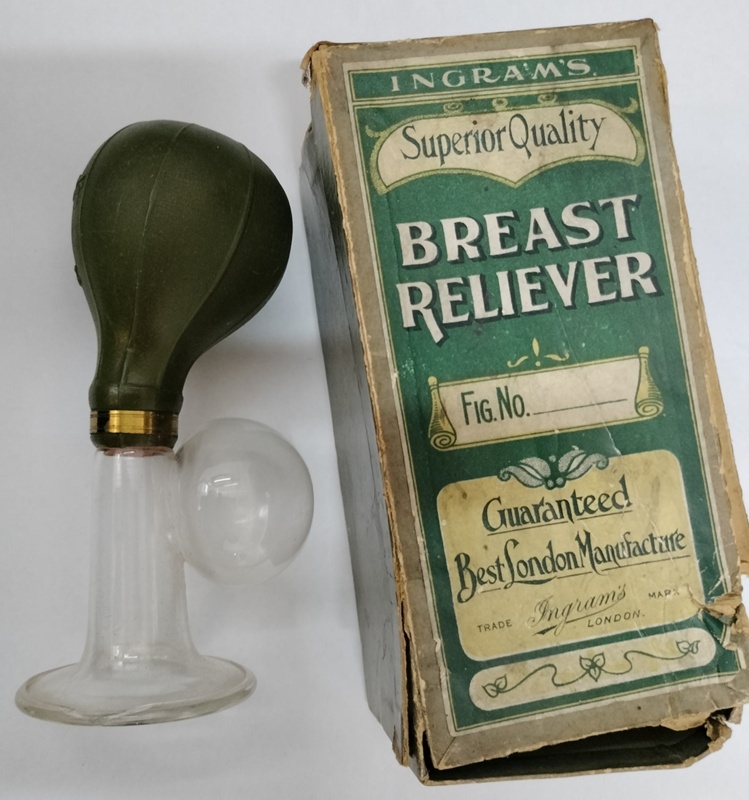 INGRAM'S.
Superior Quality
BREAST
RELIEVER
FIG. NO.
Guaranteed
Best London Manufacture
TRADE Ingram's MARK
LONDON.